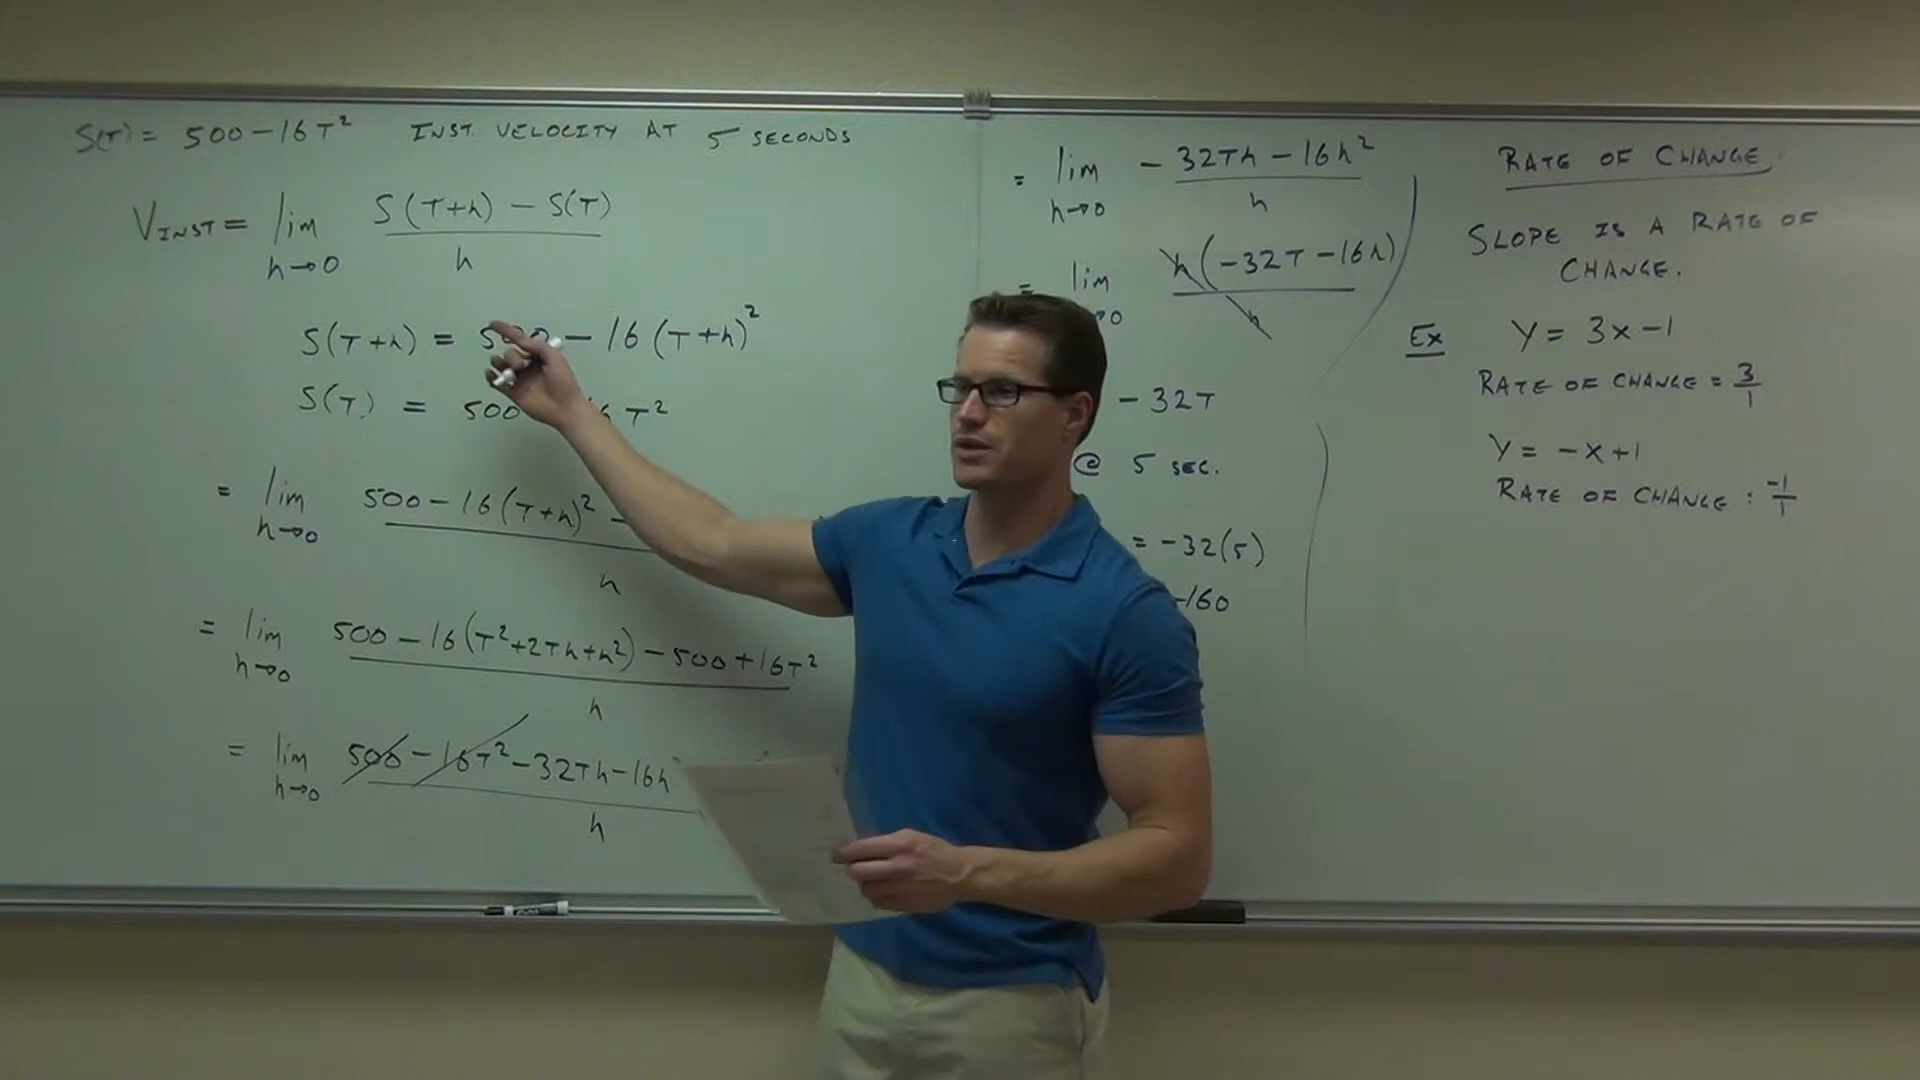 S(T) = 500 - 16T² INST. VELOCITY AT 5 SECONDS
V INST = lim h→0 S(T+h) - S(T) / h
S(T+h) = 500 - 16(T+h)²
S(T) = 500 16 T²
= lim h→0 500 - 16(T+h)² - / h
= lim h→0 500 - 16(T²+2Th+h²) - 500 + 16T² / h
= lim h→0 500 - 16T² - 32Th - 16h / h
= lim h→0 - 32Th - 16h² / h
= lim →0 h(-32T - 16h) / h
- 32T
@ 5 SEC.
= -32(5)
-160
RATE OF CHANGE
SLOPE IS A RATE OF
CHANGE.
Ex Y = 3x - 1
RATE OF CHANGE = 3/1
Y = -x + 1
RATE OF CHANGE : -1/1